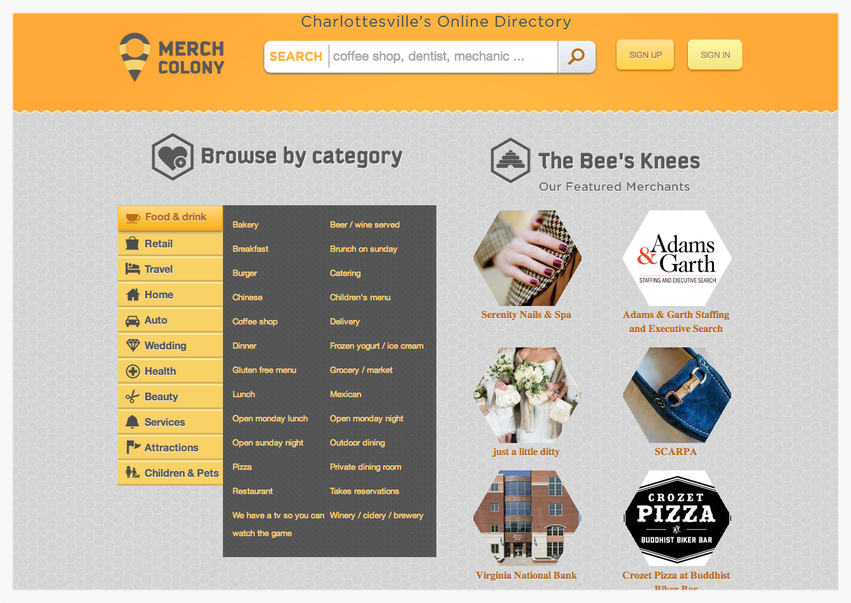 Charlottesville's Online Directory
MERCH
COLONY
SEARCH coffee shop, dentist, mechanic ...
SIGN UP
SIGN IN
Browse by category
Food & drink
Retail
Travel
Home
Auto
Wedding
Health
Beauty
Services
Attractions
Children & Pets
Bakery
Beer / wine served
Breakfast
Brunch on sunday
Burger
Catering
Chinese
Children's menu
Coffee shop
Delivery
Dinner
Frozen yogurt / ice cream
Gluten free menu
Grocery / market
Lunch
Mexican
Open monday lunch
Open monday night
Open sunday night
Outdoor dining
Pizza
Private dining room
Restaurant
Takes reservations
We have a tv so you can
watch the game
Winery / cidery / brewery
The Bee's Knees
Our Featured Merchants
Serenity Nails & Spa
Adams
& Garth
STAFFING AND EXECUTIVE SEARCH
Adams & Garth Staffing
and Executive Search
just a little ditty
SCARPA
Virginia National Bank
CROZET
PIZZA
AT
BUDDHIST BIKER BAR
Crozet Pizza at Buddhist
Biker Bar